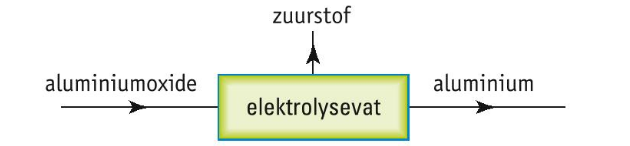 zuurstof
aluminiumoxide
aluminium
elektrolysevat